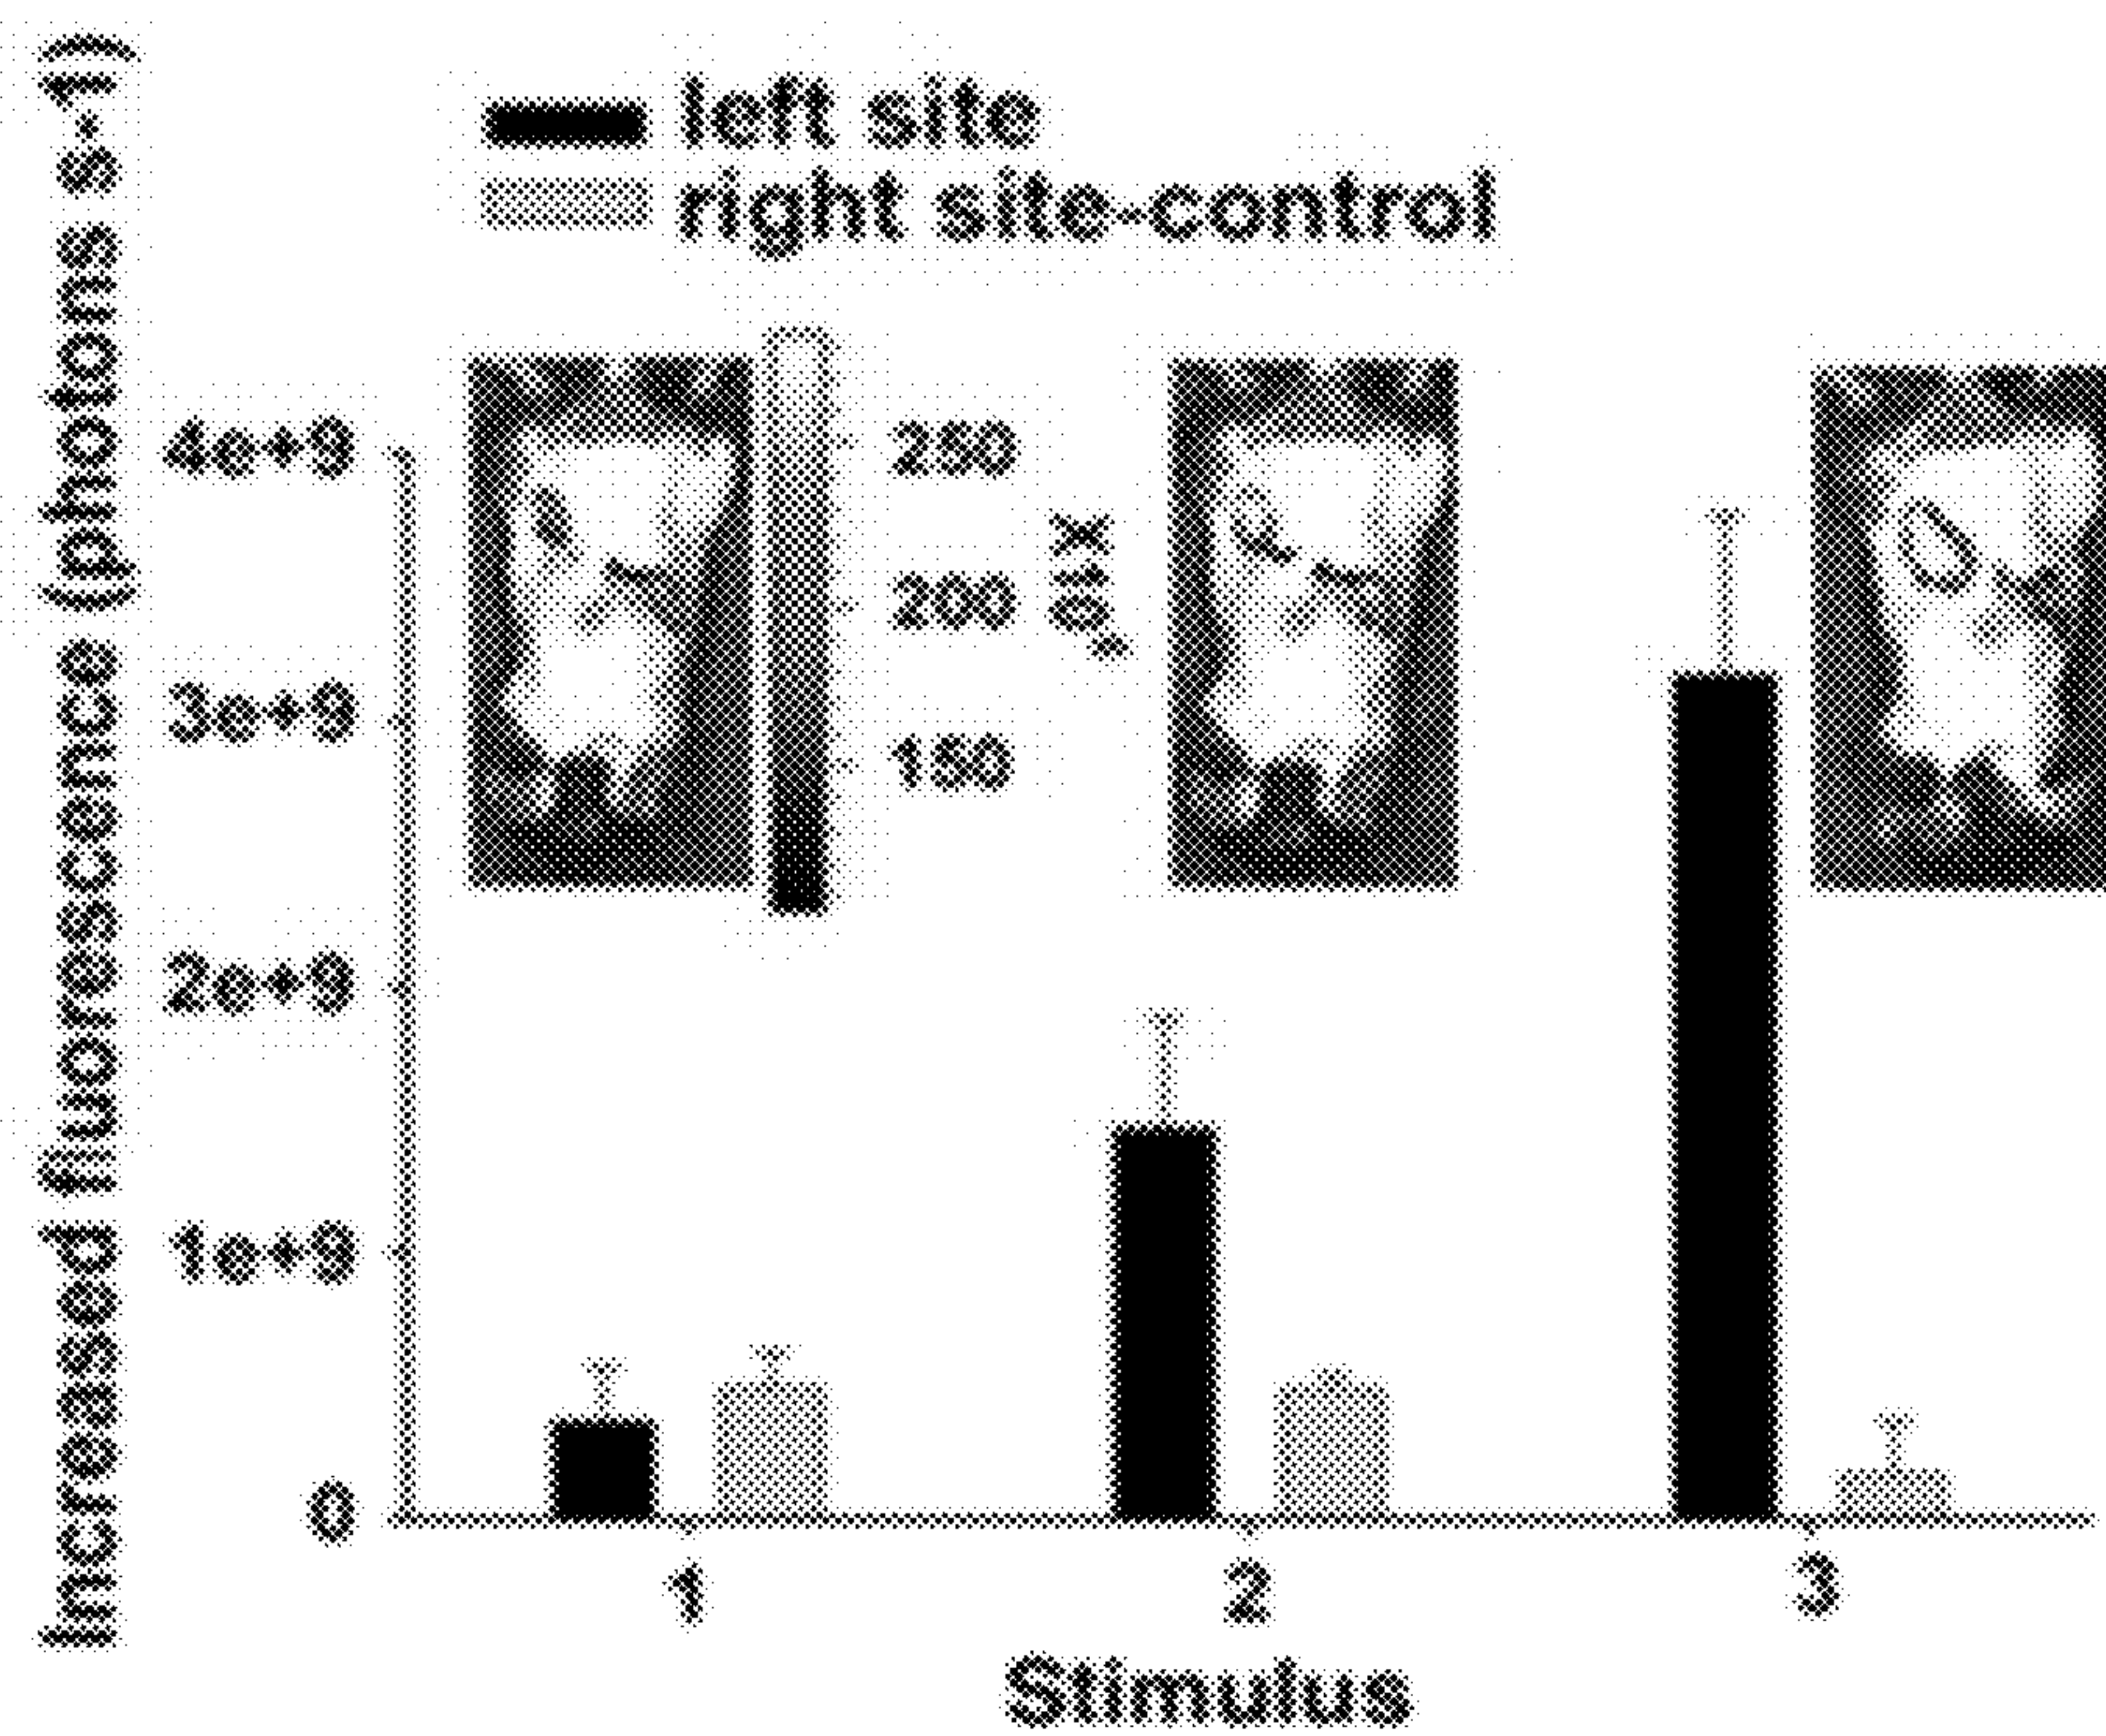 Increased fluorescence (photons s-1)
left site
right site-control
4e+9
3e+9
2e+9
1e+9
0
250
200
150
1
2
3
Stimulus